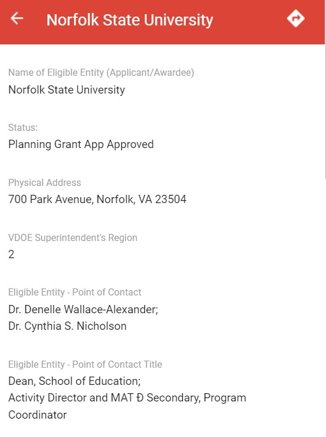 Norfolk State University
Name of Eligible Entity (Applicant/Awardee)
Norfolk State University
Status:
Planning Grant App Approved
Physical Address
700 Park Avenue, Norfolk, VA 23504
VDOE Superintendent's Region
2
Eligible Entity - Point of Contact
Dr. Denelle Wallace-Alexander;
Dr. Cynthia S. Nicholson
Eligible Entity - Point of Contact Title
Dean, School of Education;
Activity Director and MAT Đ Secondary, Program
Coordinator